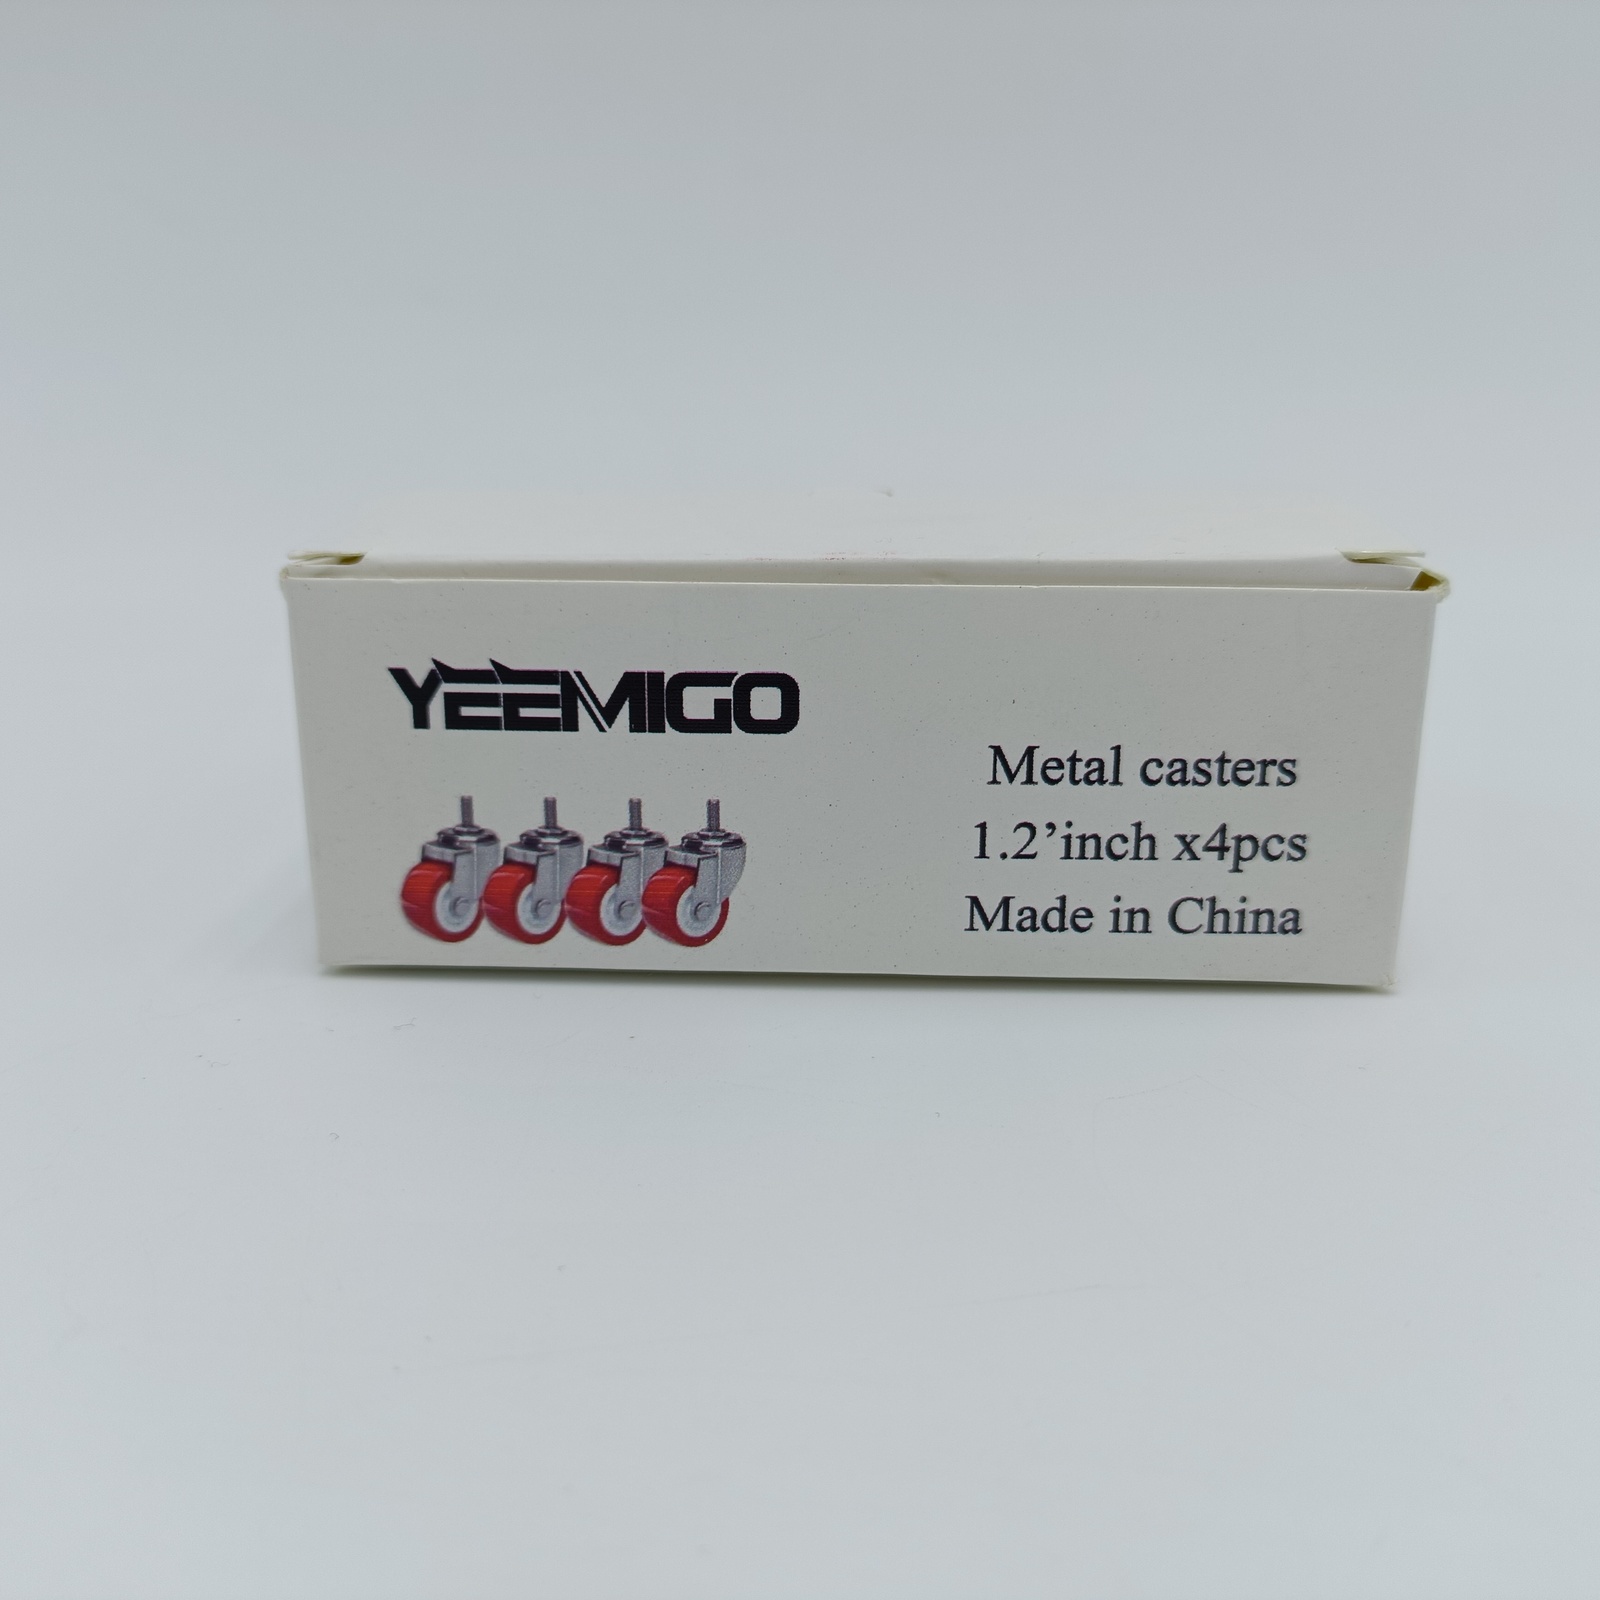 YEEMIGO
Metal casters
1.2’inch x4pcs
Made in China